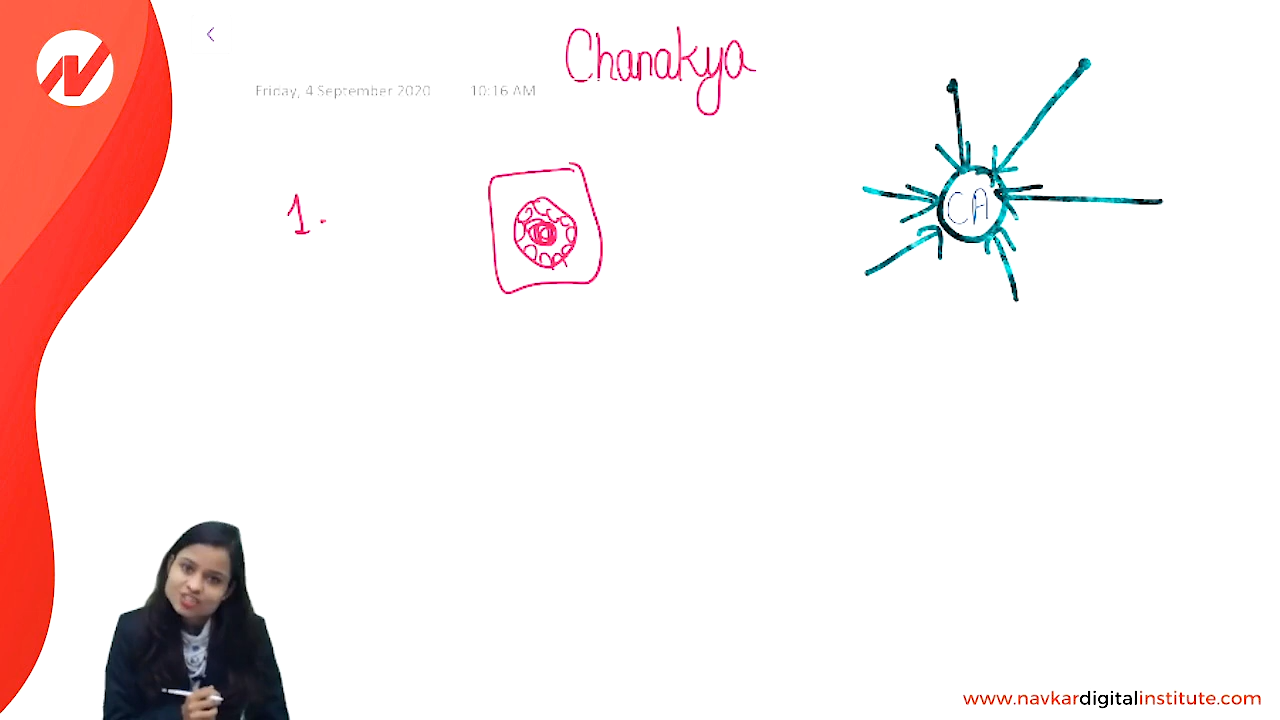 Chanakya
Friday, 4 September 2020 10:16 AM
1.
CA
www.navkardigitalinstitute.com